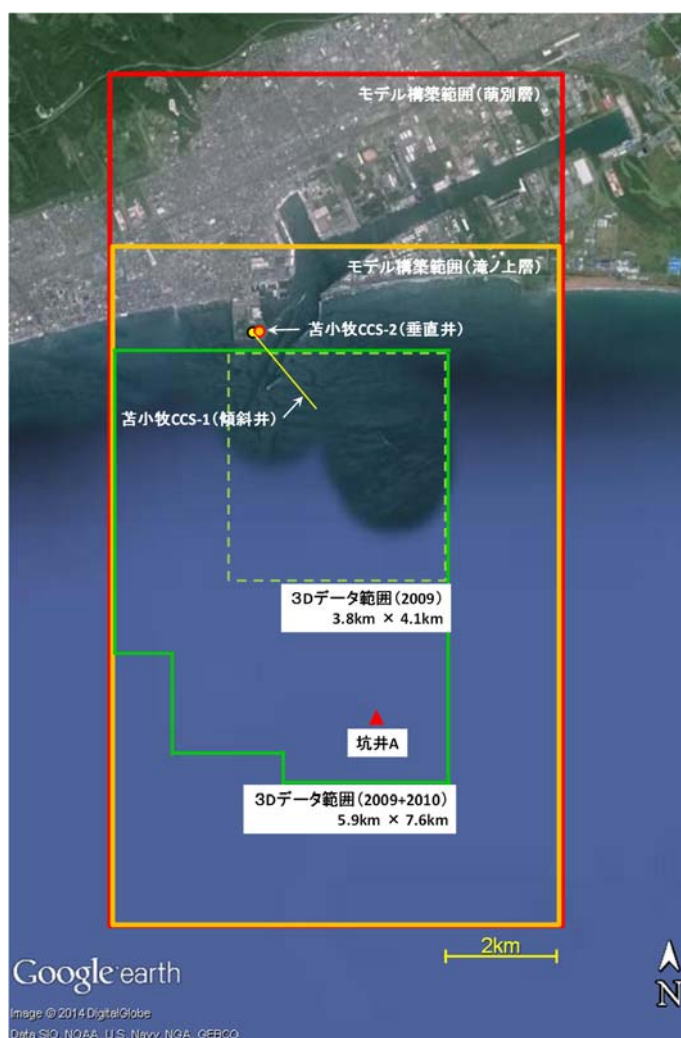 モデル構築範囲(萌別層)
モデル構築範囲(滝ノ上層)
苫小牧CCS-2(垂直井)
苫小牧CCS-1(傾斜井)
3Dデータ範囲(2009)
3.8km × 4.1km
坑井A
3Dデータ範囲(2009+2010)
5.9km × 7.6km
2km
Google earth
N
Image © 2014 DigitalGlobe
Data SIO, NOAA, U.S. Navy, NGA, GEBCO